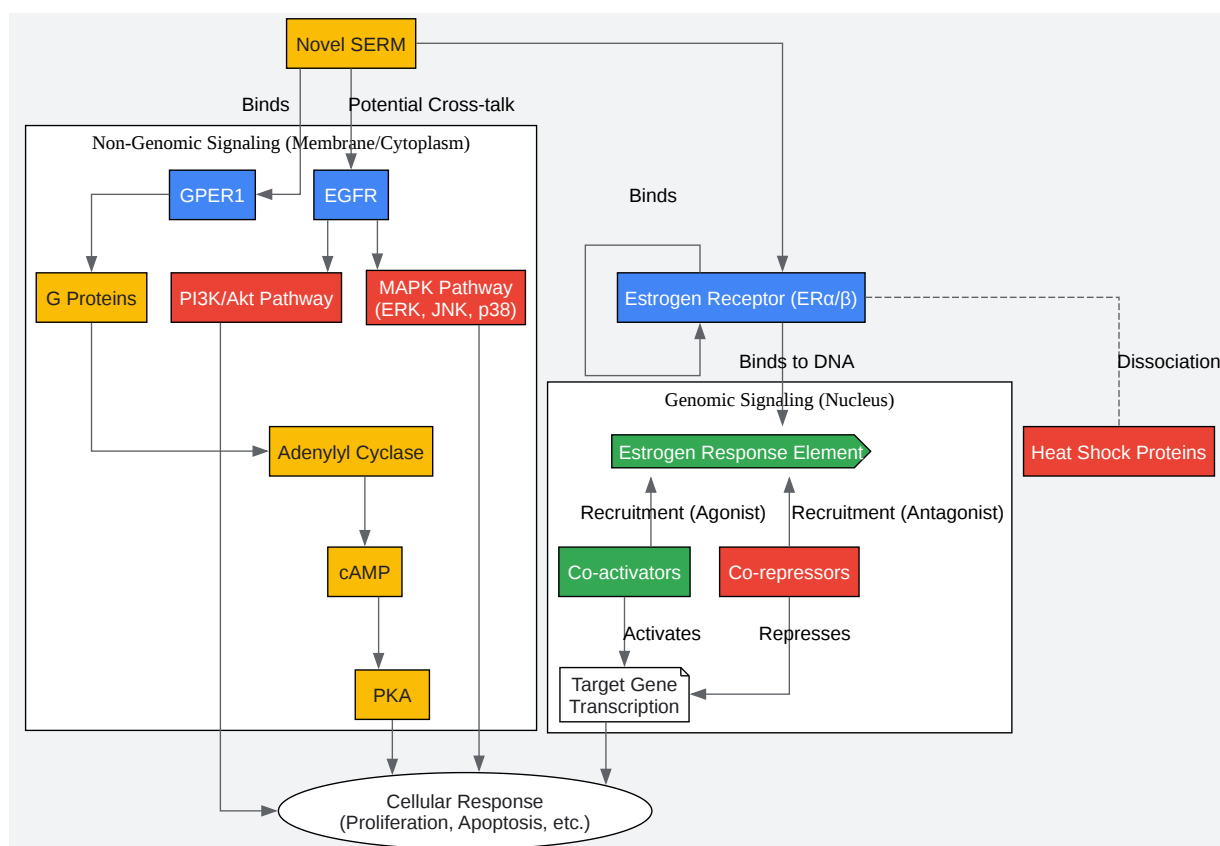 Novel SERM
Binds
Potential Cross-talk
Non-Genomic Signaling (Membrane/Cytoplasm)
GPER1
EGFR
Binds
G Proteins
PI3K/Akt Pathway
MAPK Pathway
(ERK, JNK, p38)
Estrogen Receptor (ERα/β)
Binds to DNA
Dissociation
Genomic Signaling (Nucleus)
Adenylyl Cyclase
Estrogen Response Element
Heat Shock Proteins
Recruitment (Agonist)
Recruitment (Antagonist)
cAMP
Co-activators
Co-repressors
Activates
Represses
PKA
Target Gene
Transcription
Cellular Response
(Proliferation, Apoptosis, etc.)